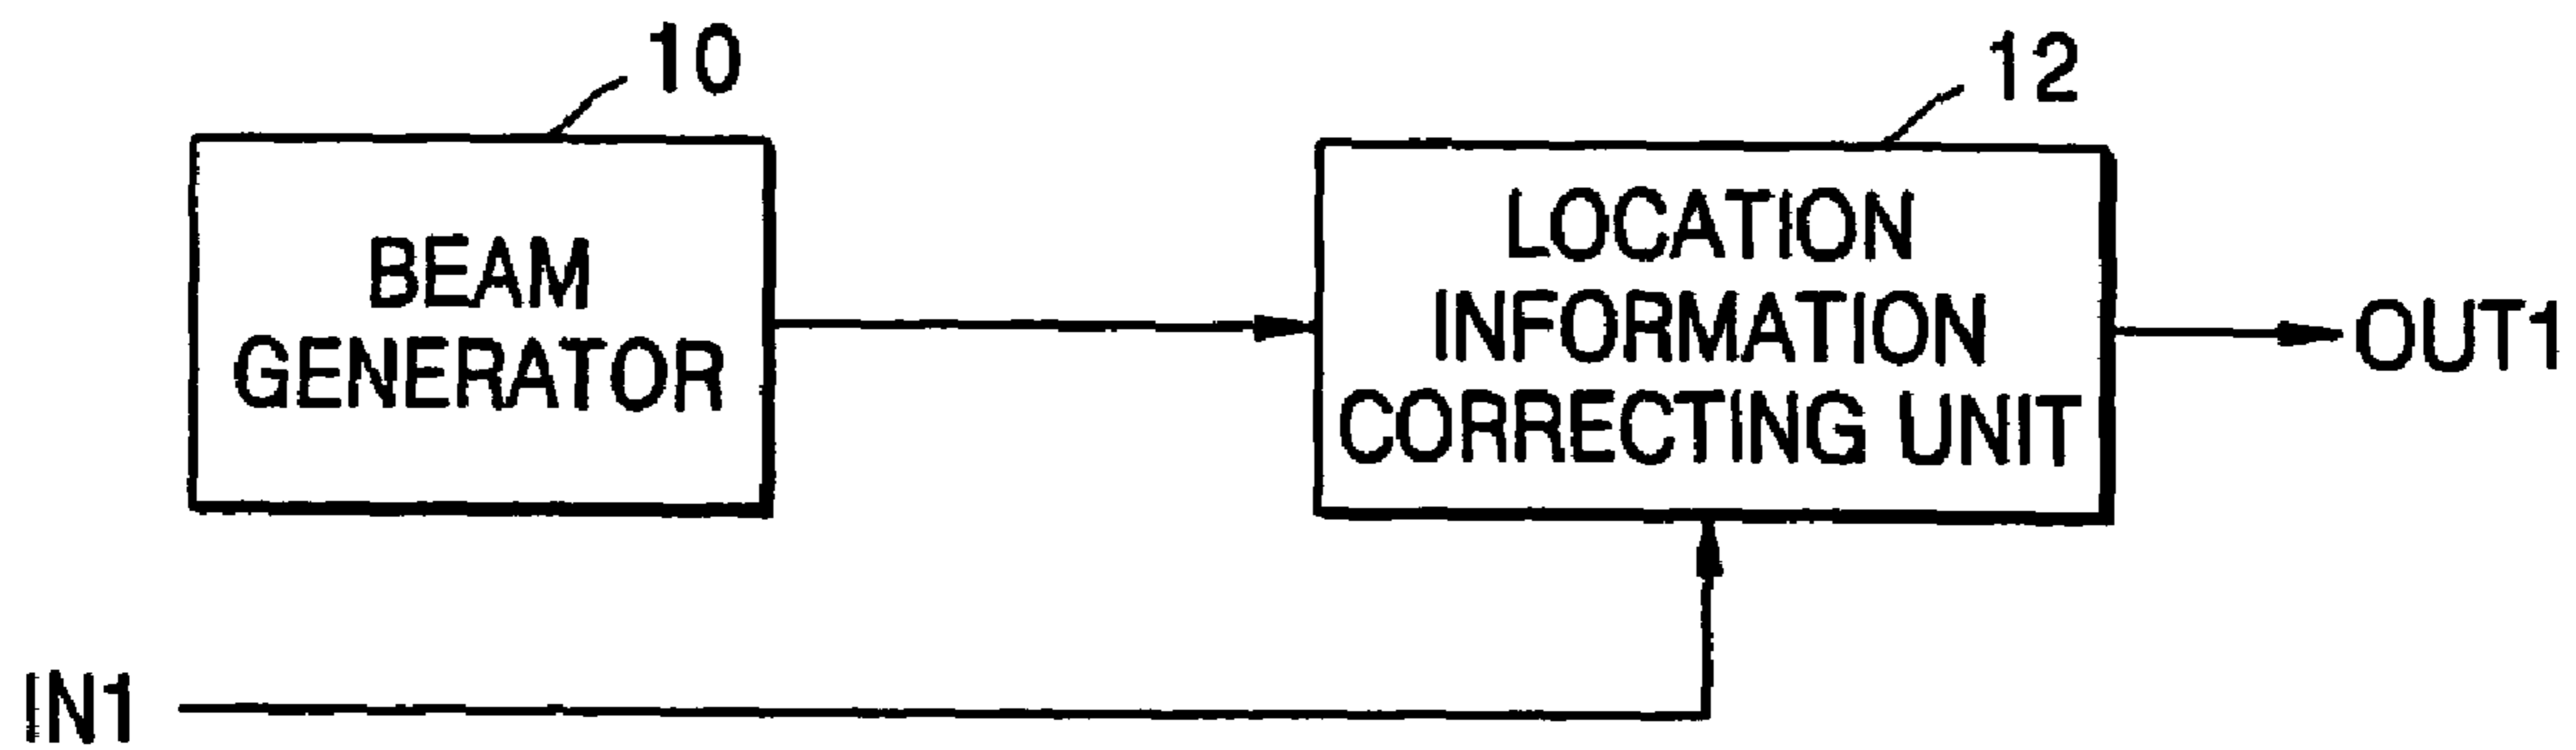 10
12
BEAM
GENERATOR
LOCATION
INFORMATION
CORRECTING UNIT
OUT1
IN1